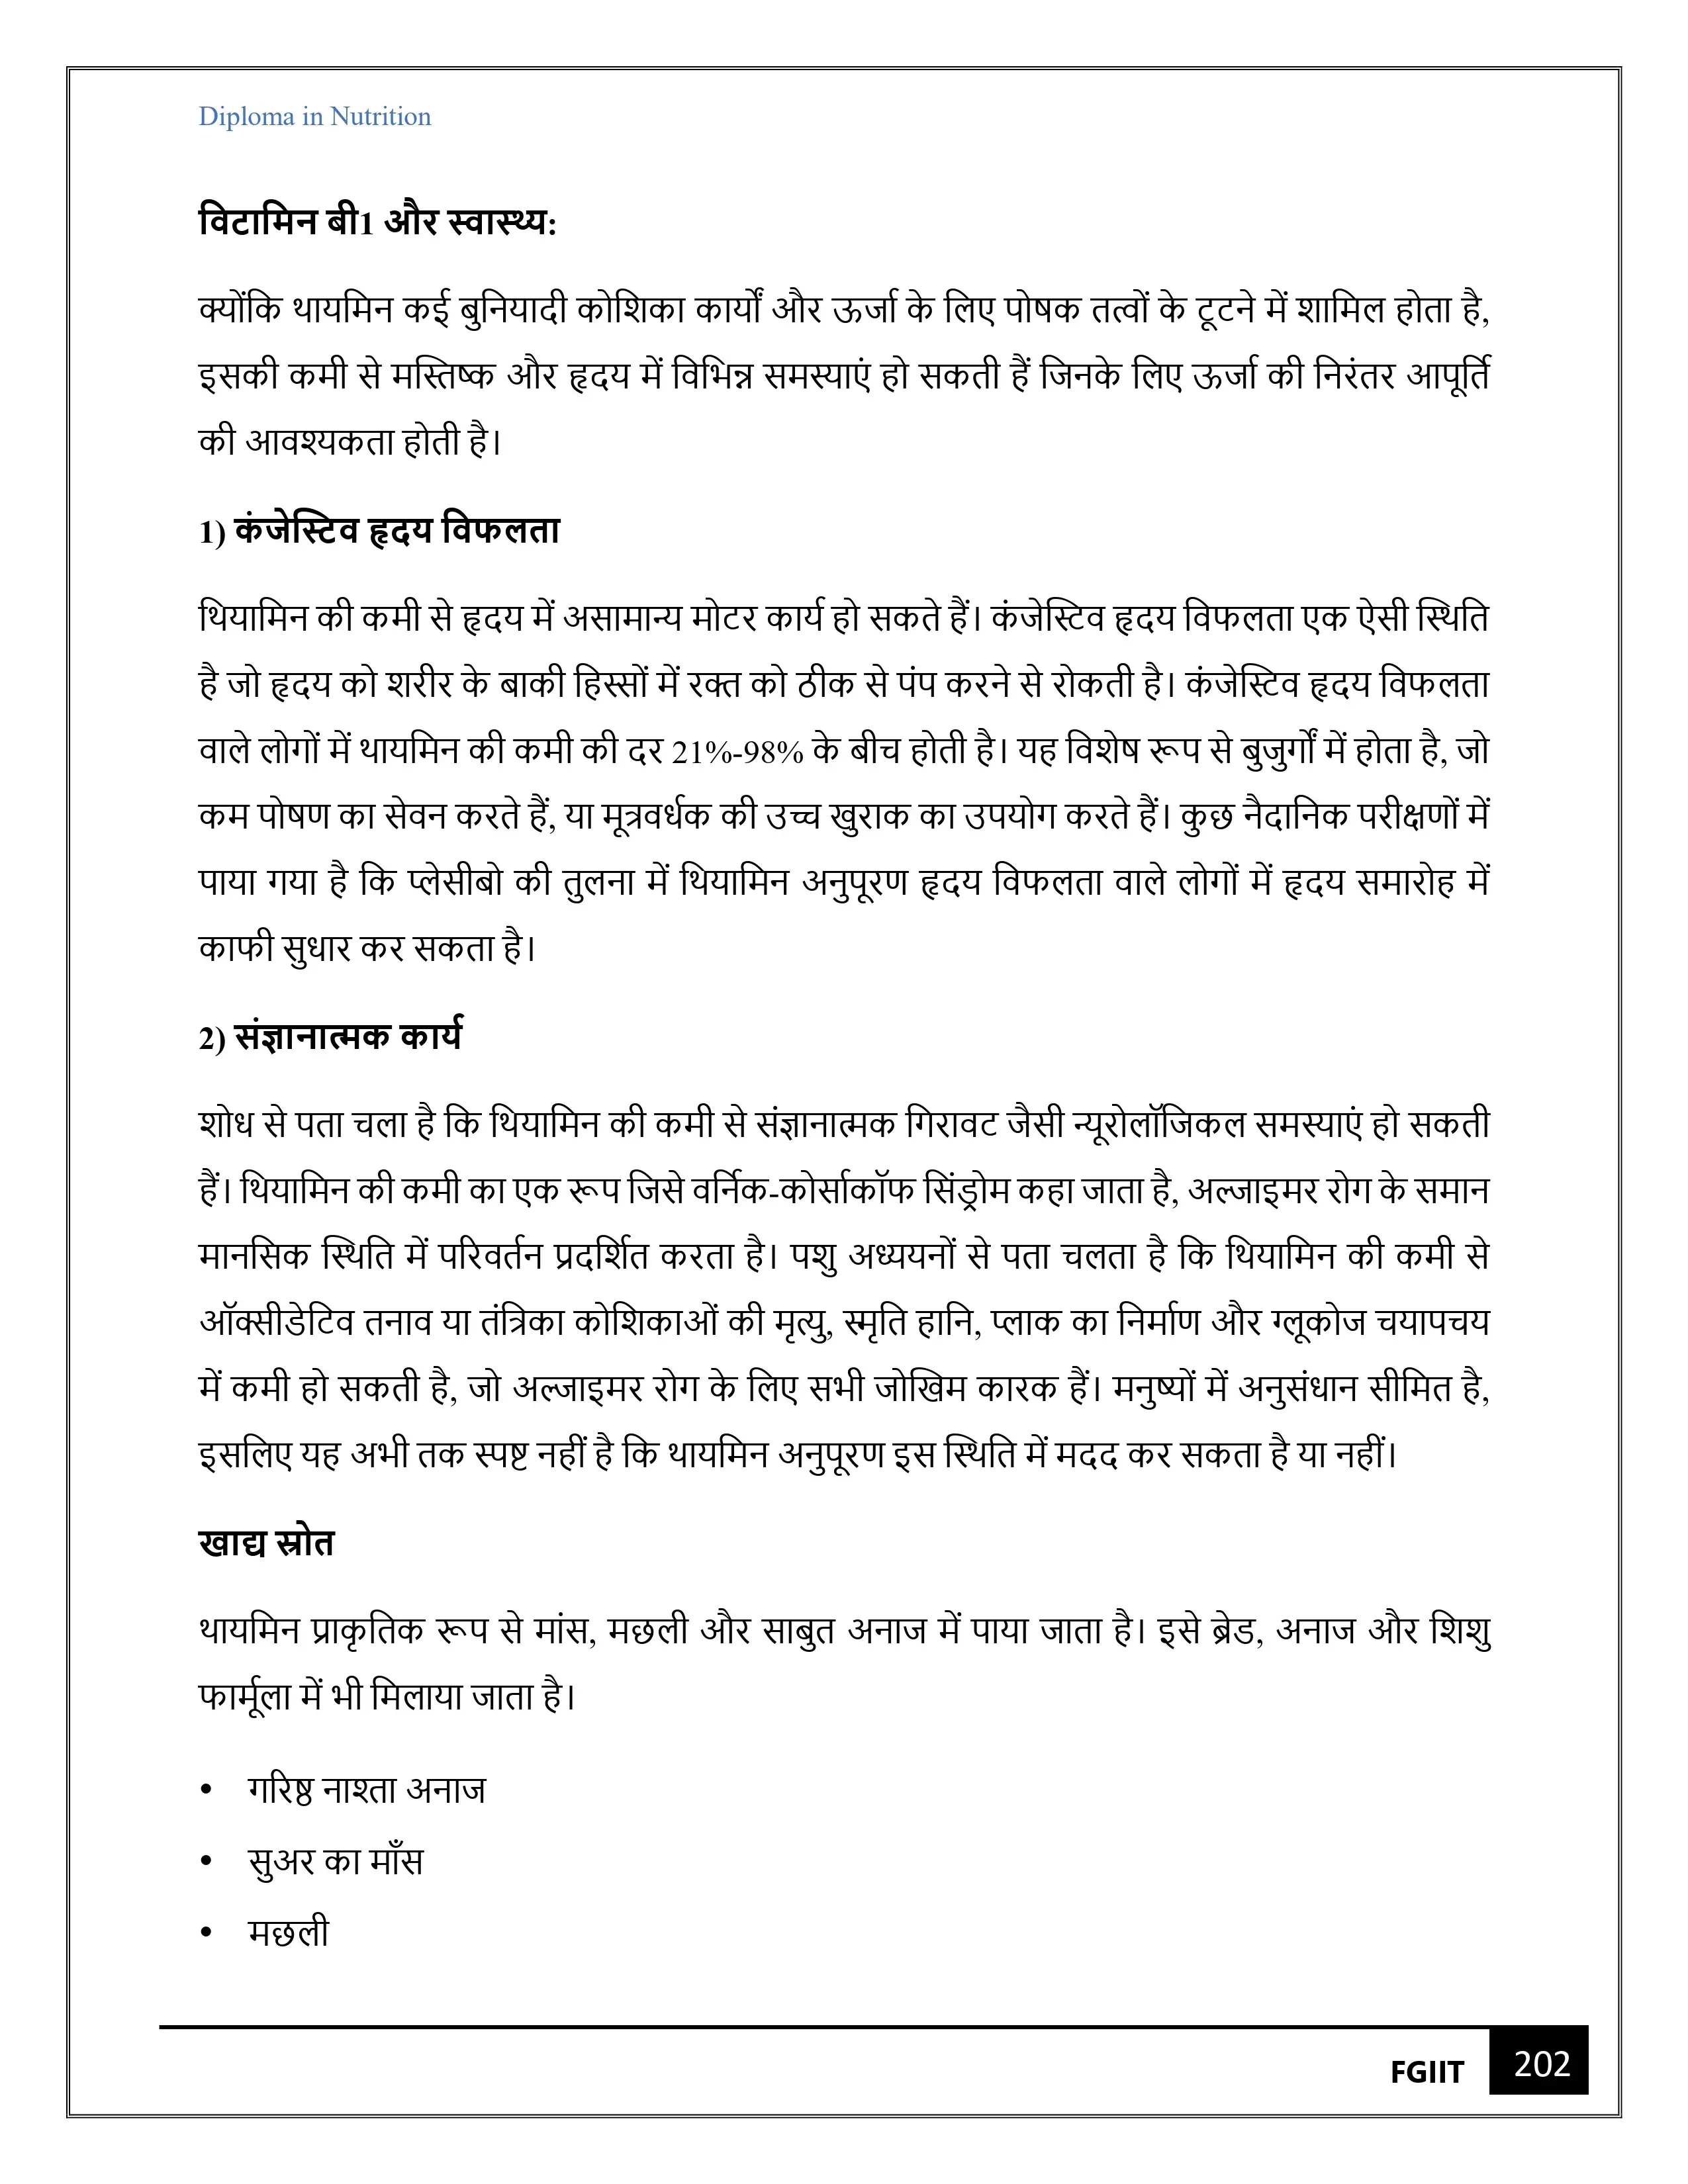 Diploma in Nutrition
विटामिन बी1 और स्वास्थ्य:
क्योंकि थायमिन कई बुनियादी कोशिका कार्यों और ऊर्जा के लिए पोषक तत्वों के टूटने में शामिल होता है,
इसकी कमी से मस्तिष्क और हृदय में विभिन्न समस्याएं हो सकती हैं जिनके लिए ऊर्जा की निरंतर आपूर्ति
की आवश्यकता होती है।
1) कंजेस्टिव हृदय विफलता
थियामिन की कमी से हृदय में असामान्य मोटर कार्य हो सकते हैं। कंजेस्टिव हृदय विफलता एक ऐसी स्थिति
है जो हृदय को शरीर के बाकी हिस्सों में रक्त को ठीक से पंप करने से रोकती है। कंजेस्टिव हृदय विफलता
वाले लोगों में थायमिन की कमी की दर 21%-98% के बीच होती है। यह विशेष रूप से बुजुर्गों में होता है, जो
कम पोषण का सेवन करते हैं, या मूत्रवर्धक की उच्च खुराक का उपयोग करते हैं। कुछ नैदानिक परीक्षणों में
पाया गया है कि प्लेसीबो की तुलना में थियामिन अनुपूरण हृदय विफलता वाले लोगों में हृदय समारोह में
काफी सुधार कर सकता है।
2) संज्ञानात्मक कार्य
शोध से पता चला है कि थियामिन की कमी से संज्ञानात्मक गिरावट जैसी न्यूरोलॉजिकल समस्याएं हो सकती
हैं। थियामिन की कमी का एक रूप जिसे वर्निक-कोर्साकॉफ सिंड्रोम कहा जाता है, अल्जाइमर रोग के समान
मानसिक स्थिति में परिवर्तन प्रदर्शित करता है। पशु अध्ययनों से पता चलता है कि थियामिन की कमी से
ऑक्सीडेटिव तनाव या तंत्रिका कोशिकाओं की मृत्यु, स्मृति हानि, प्लाक का निर्माण और ग्लूकोज चयापचय
में कमी हो सकती है, जो अल्जाइमर रोग के लिए सभी जोखिम कारक हैं। मनुष्यों में अनुसंधान सीमित है,
इसलिए यह अभी तक स्पष्ट नहीं है कि थायमिन अनुपूरण इस स्थिति में मदद कर सकता है या नहीं।
खाद्य स्रोत
थायमिन प्राकृतिक रूप से मांस, मछली और साबुत अनाज में पाया जाता है। इसे ब्रेड, अनाज और शिशु
फार्मूला में भी मिलाया जाता है।
• गरिष्ठ नाश्ता अनाज
• सुअर का माँस
• मछली
FGIIT 202